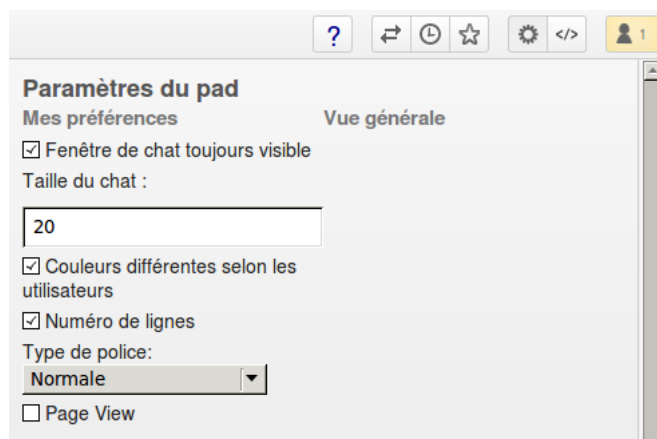 ? </> 1
Paramètres du pad
Mes préférences Vue générale
Fenêtre de chat toujours visible
Taille du chat :
20
Couleurs différentes selon les
utilisateurs
Numéro de lignes
Type de police:
Normale
Page View